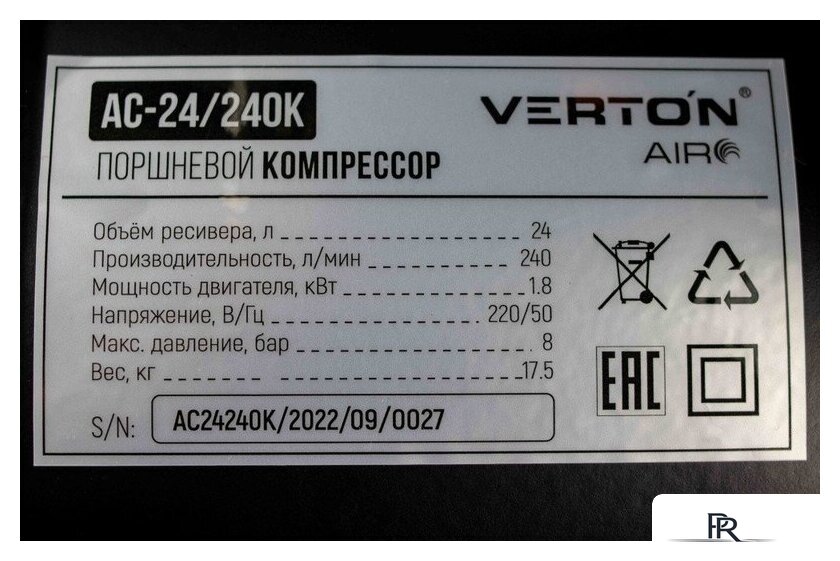 AC-24/240K
VERTON®
AIR
ПОРШНЕВОЙ КОМПРЕССОР
Объём ресивера, л 24
Производительность, л/мин 240
Мощность двигателя, кВт 1.8
Напряжение, В/Гц 220/50
Макс. давление, бар 8
Вес, кг 17.5
S/N: AC24240K/2022/09/0027
EAC
PR